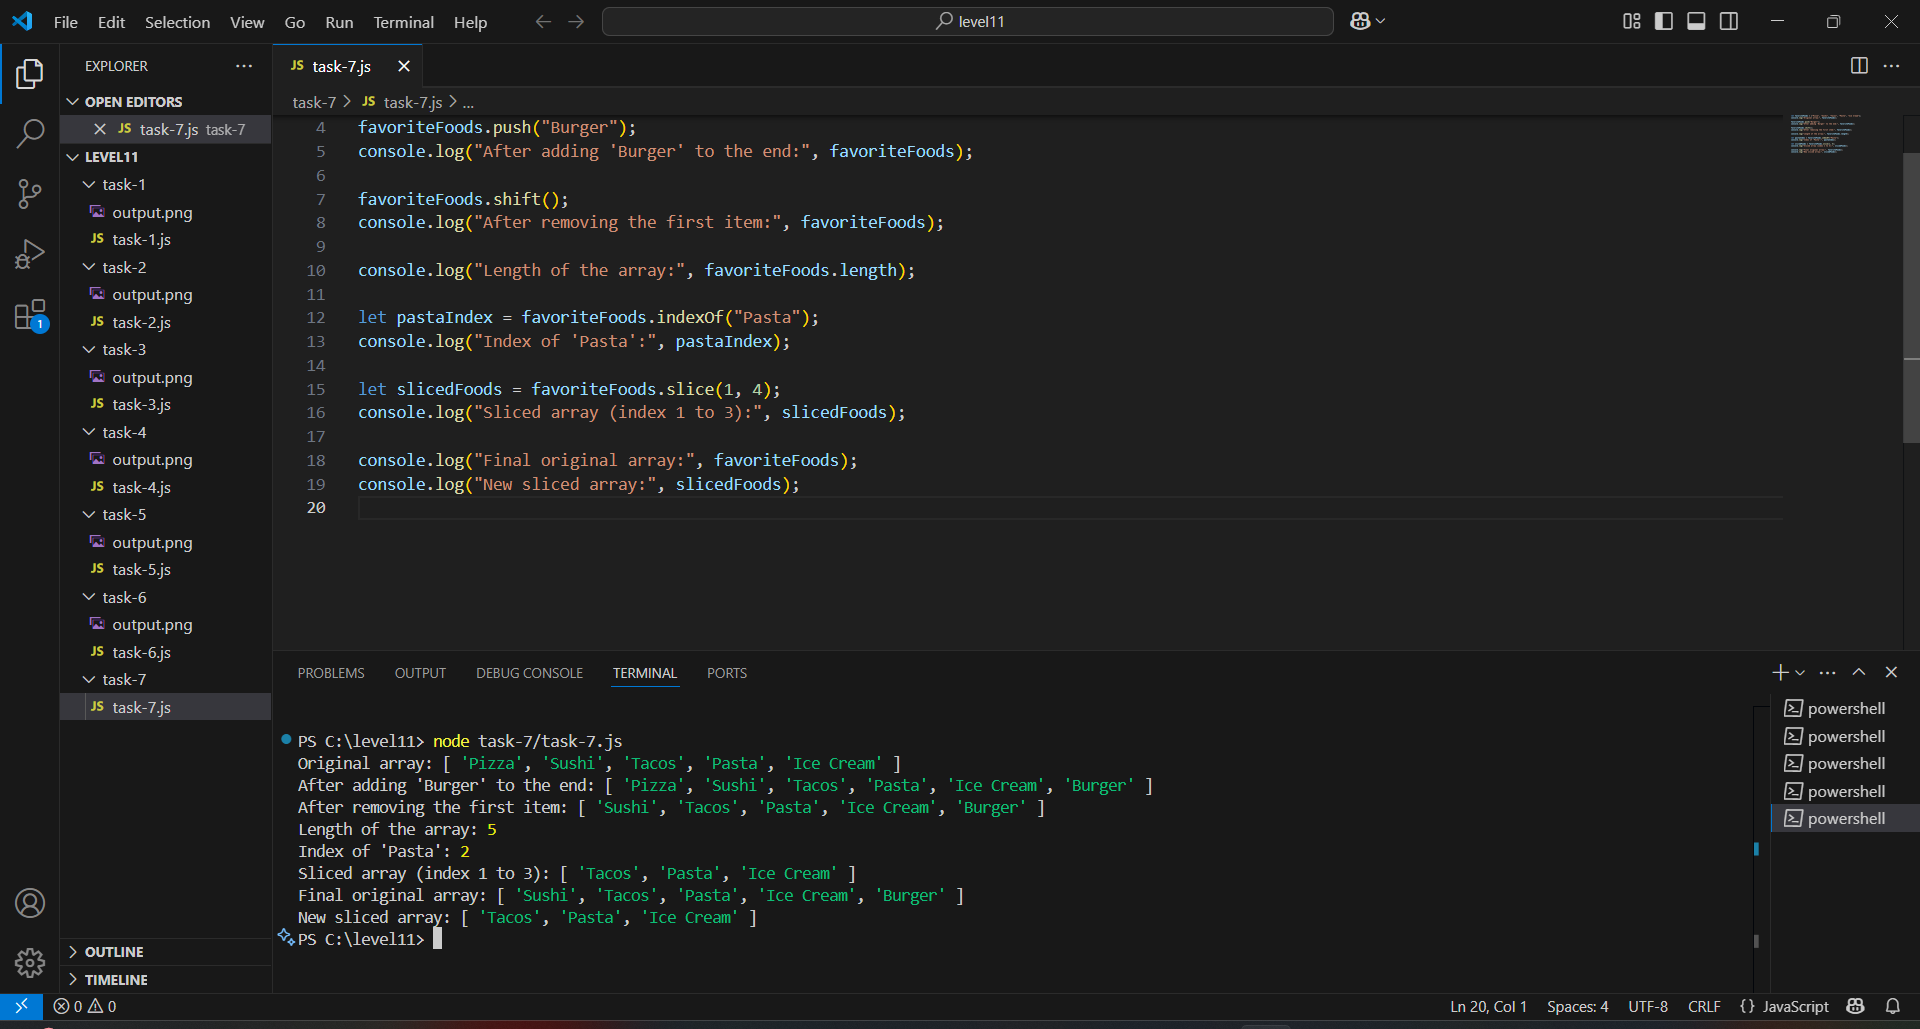 File Edit Selection View Go Run Terminal Help
level11
EXPLORER
OPEN EDITORS
JS task-7.js task-7
LEVEL11
task-1
output.png
JS task-1.js
task-2
output.png
JS task-2.js
task-3
output.png
JS task-3.js
task-4
output.png
JS task-4.js
task-5
output.png
JS task-5.js
task-6
output.png
JS task-6.js
task-7
JS task-7.js
OUTLINE
TIMELINE
1
JS task-7.js
task-7 > JS task-7.js > ...
4 favoriteFoods.push("Burger");
5 console.log("After adding 'Burger' to the end:", favoriteFoods);
6
7 favoriteFoods.shift();
8 console.log("After removing the first item:", favoriteFoods);
9
10 console.log("Length of the array:", favoriteFoods.length);
11
12 let pastaIndex = favoriteFoods.indexOf("Pasta");
13 console.log("Index of 'Pasta':", pastaIndex);
14
15 let slicedFoods = favoriteFoods.slice(1, 4);
16 console.log("Sliced array (index 1 to 3):", slicedFoods);
17
18 console.log("Final original array:", favoriteFoods);
19 console.log("New sliced array:", slicedFoods);
20
PROBLEMS OUTPUT DEBUG CONSOLE TERMINAL PORTS
PS C:\level11> node task-7/task-7.js
Original array: [ 'Pizza', 'Sushi', 'Tacos', 'Pasta', 'Ice Cream' ]
After adding 'Burger' to the end: [ 'Pizza', 'Sushi', 'Tacos', 'Pasta', 'Ice Cream', 'Burger' ]
After removing the first item: [ 'Sushi', 'Tacos', 'Pasta', 'Ice Cream', 'Burger' ]
Length of the array: 5
Index of 'Pasta': 2
Sliced array (index 1 to 3): [ 'Tacos', 'Pasta', 'Ice Cream' ]
Final original array: [ 'Sushi', 'Tacos', 'Pasta', 'Ice Cream', 'Burger' ]
New sliced array: [ 'Tacos', 'Pasta', 'Ice Cream' ]
PS C:\level11>
powershell
powershell
powershell
powershell
powershell
0 0
Ln 20, Col 1 Spaces: 4 UTF-8 CRLF {} JavaScript